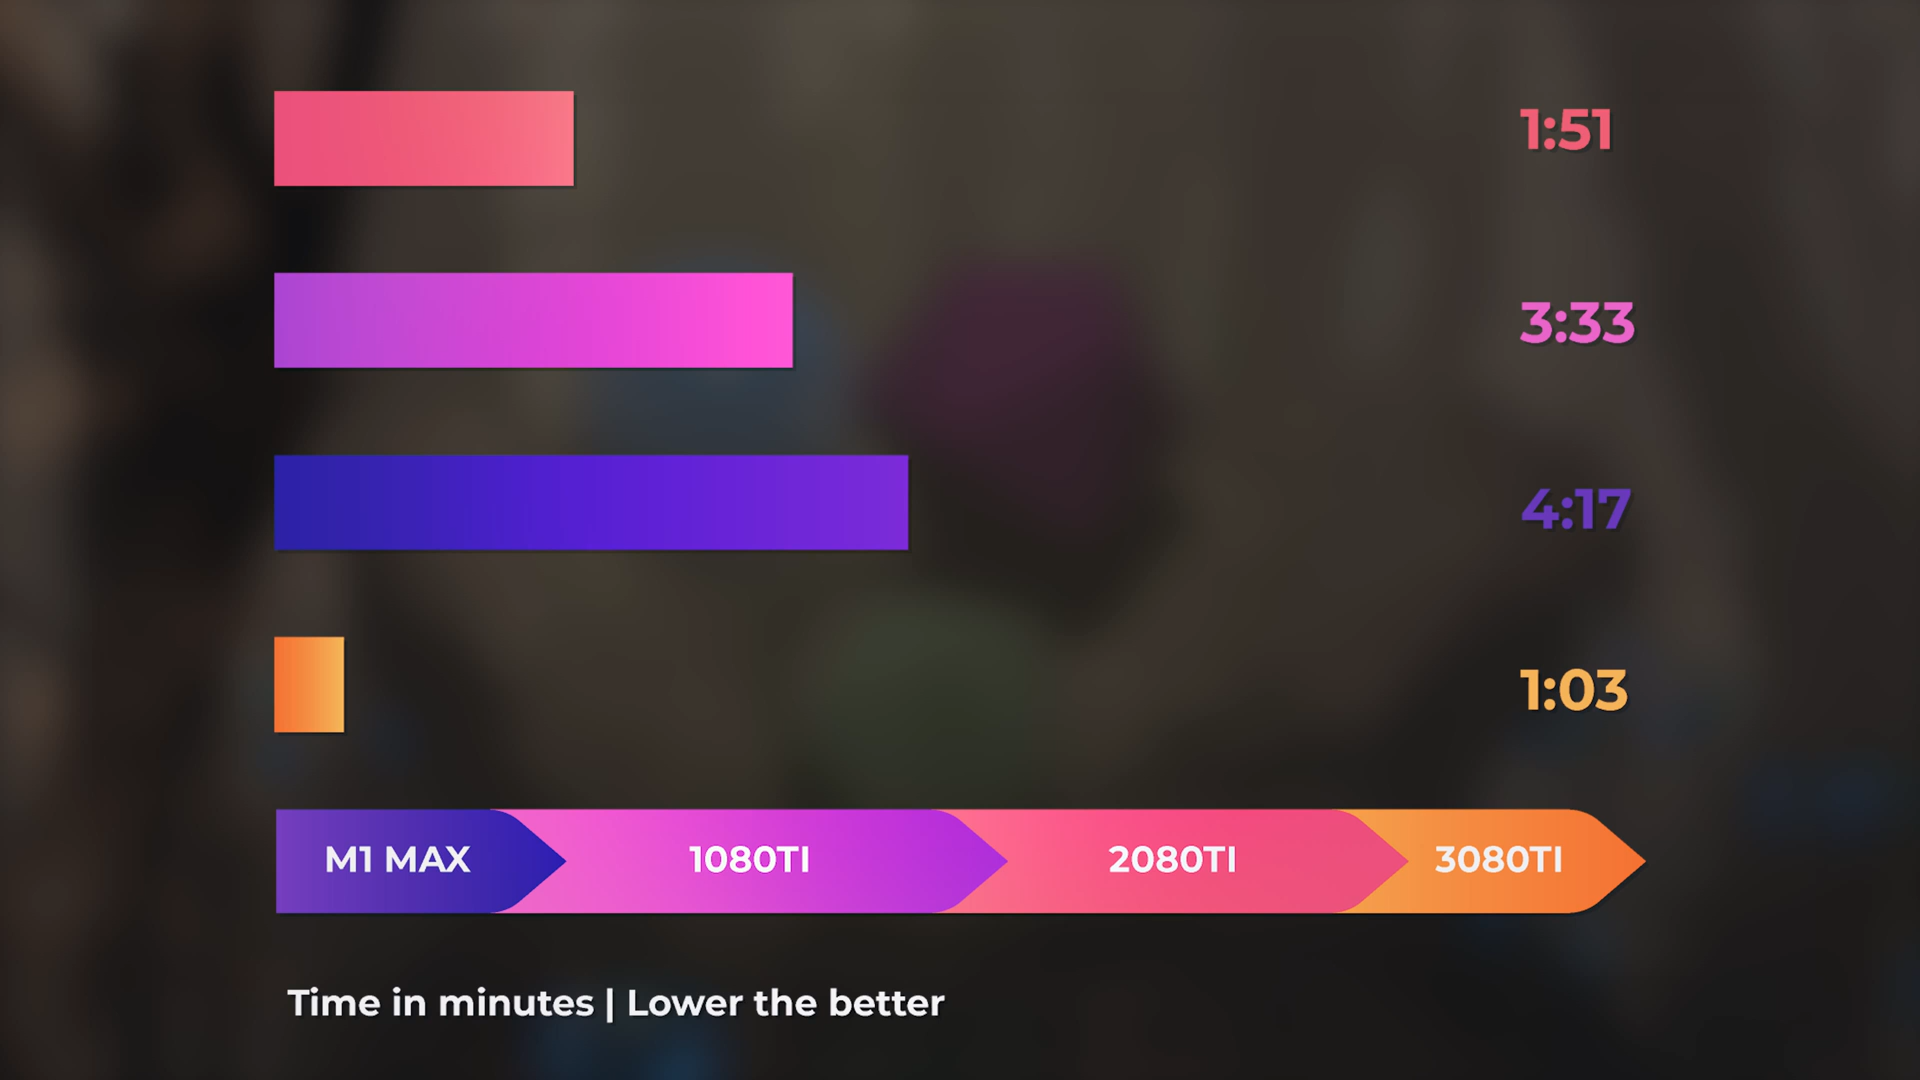 1:51
3:33
4:17
1:03
M1 MAX 1080TI 2080TI 3080TI
Time in minutes | Lower the better